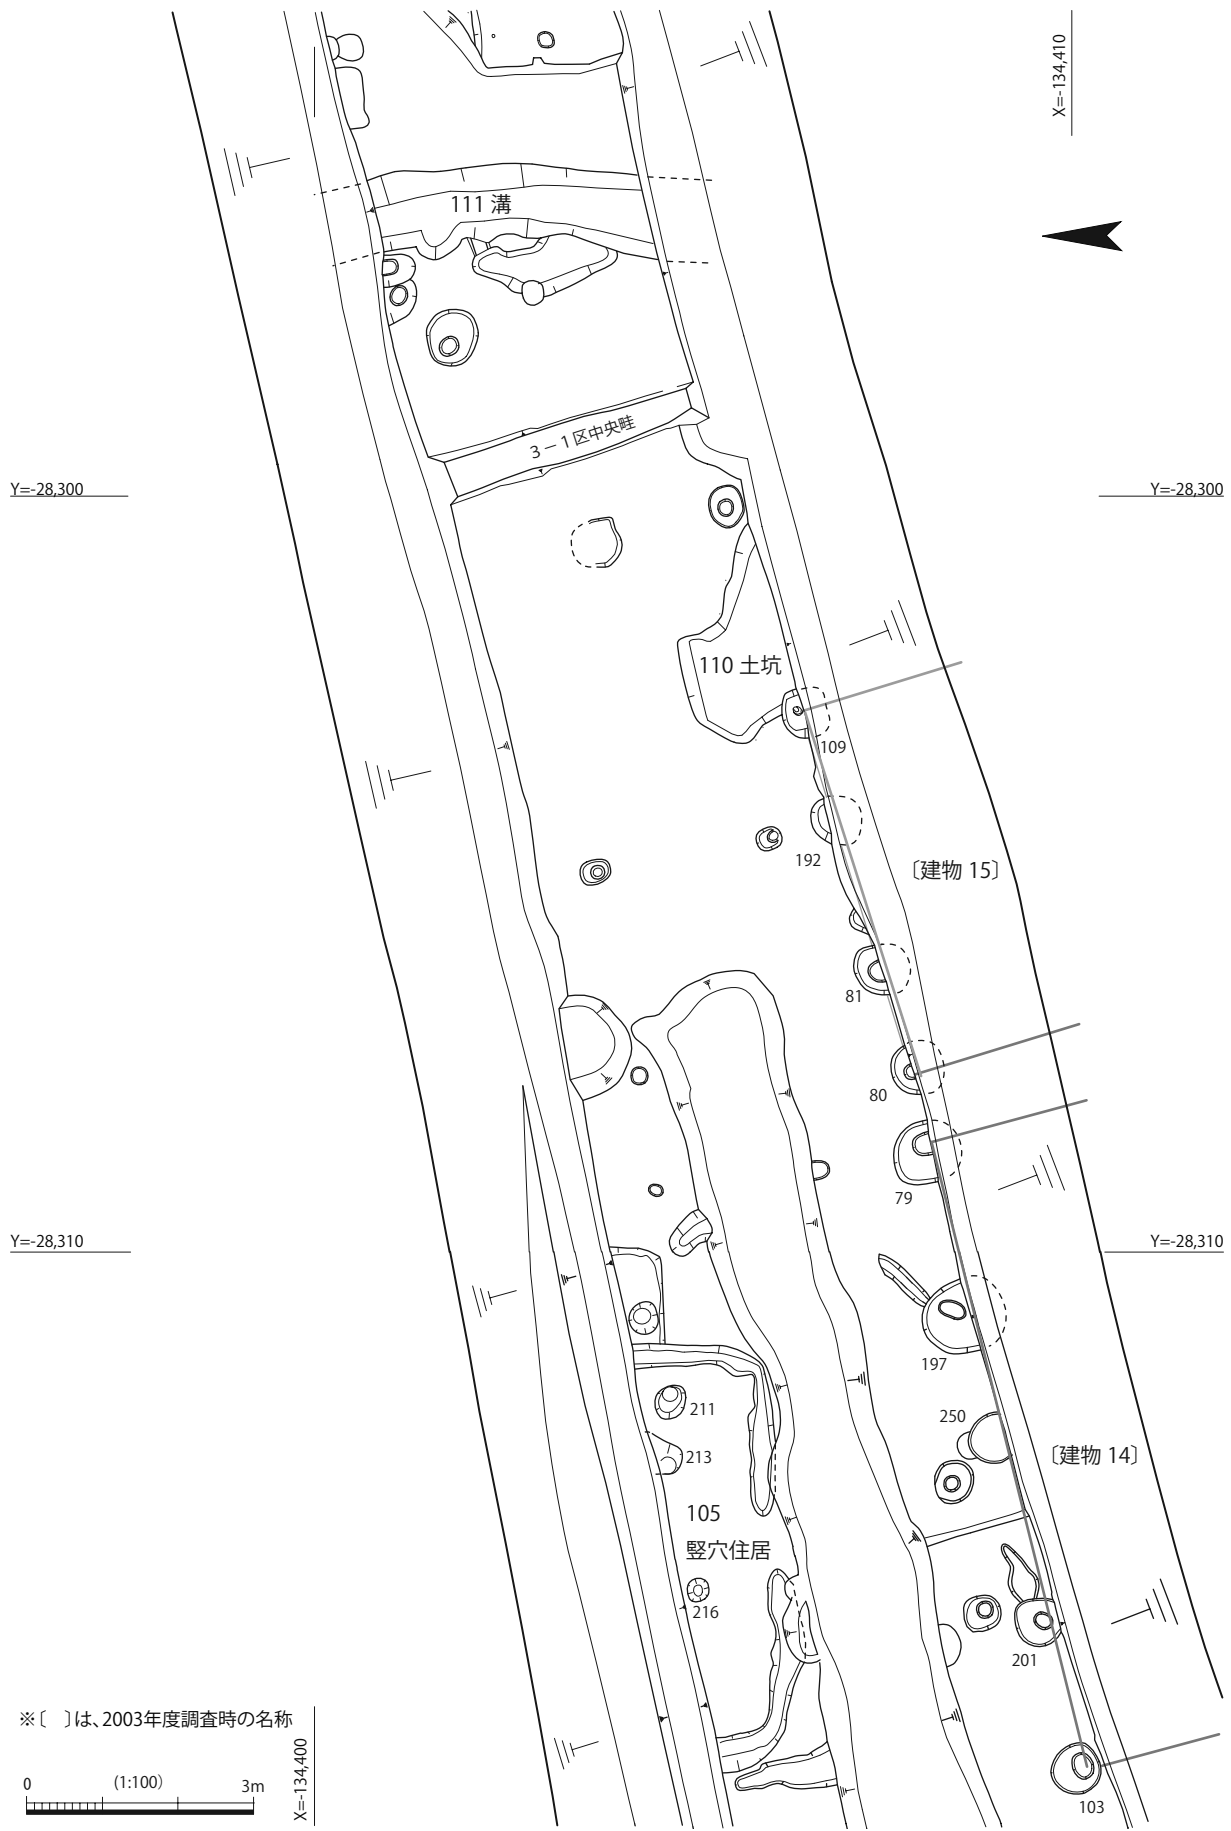 X=-134,410
111 溝
3－1区中央畦
Y=-28,300
Y=-28,300
110 土坑
109
192
〔建物 15〕
81
80
79
Y=-28,310
Y=-28,310
197
211
250
213
〔建物 14〕
105
竪穴住居
216
201
※〔　〕は、2003年度調査時の名称
X=-134,400
0
(1:100)
3m
103